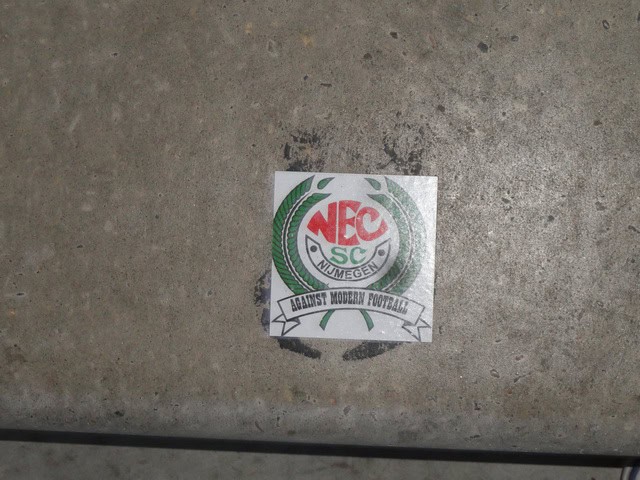 NEC
SC
NIJMEGEN
AGAINST MODERN FOOTBALL